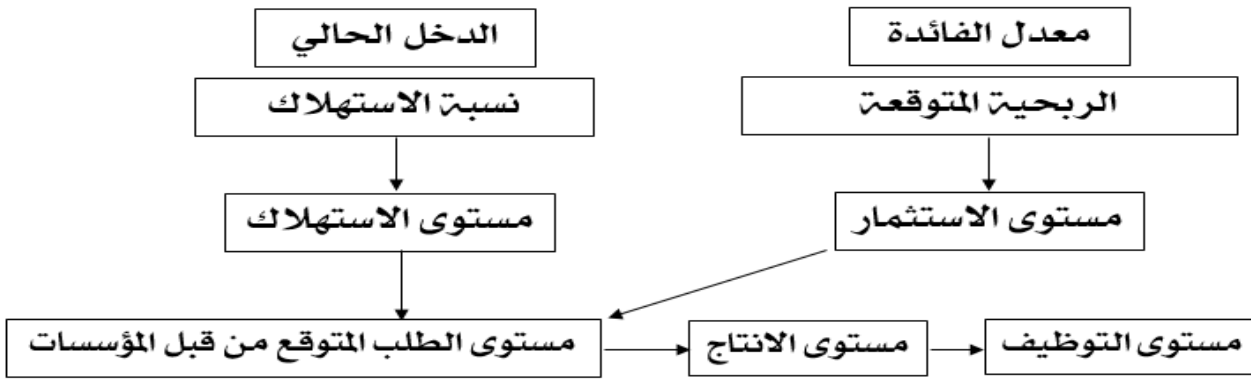 معدل الفائدة
الدخل الحالي
الربحية المتوقعة
نسبة الاستهلاك
مستوى الاستثمار
مستوى الاستهلاك
مستوى الطلب المتوقع من قبل المؤسسات
مستوى الانتاج
مستوى التوظيف